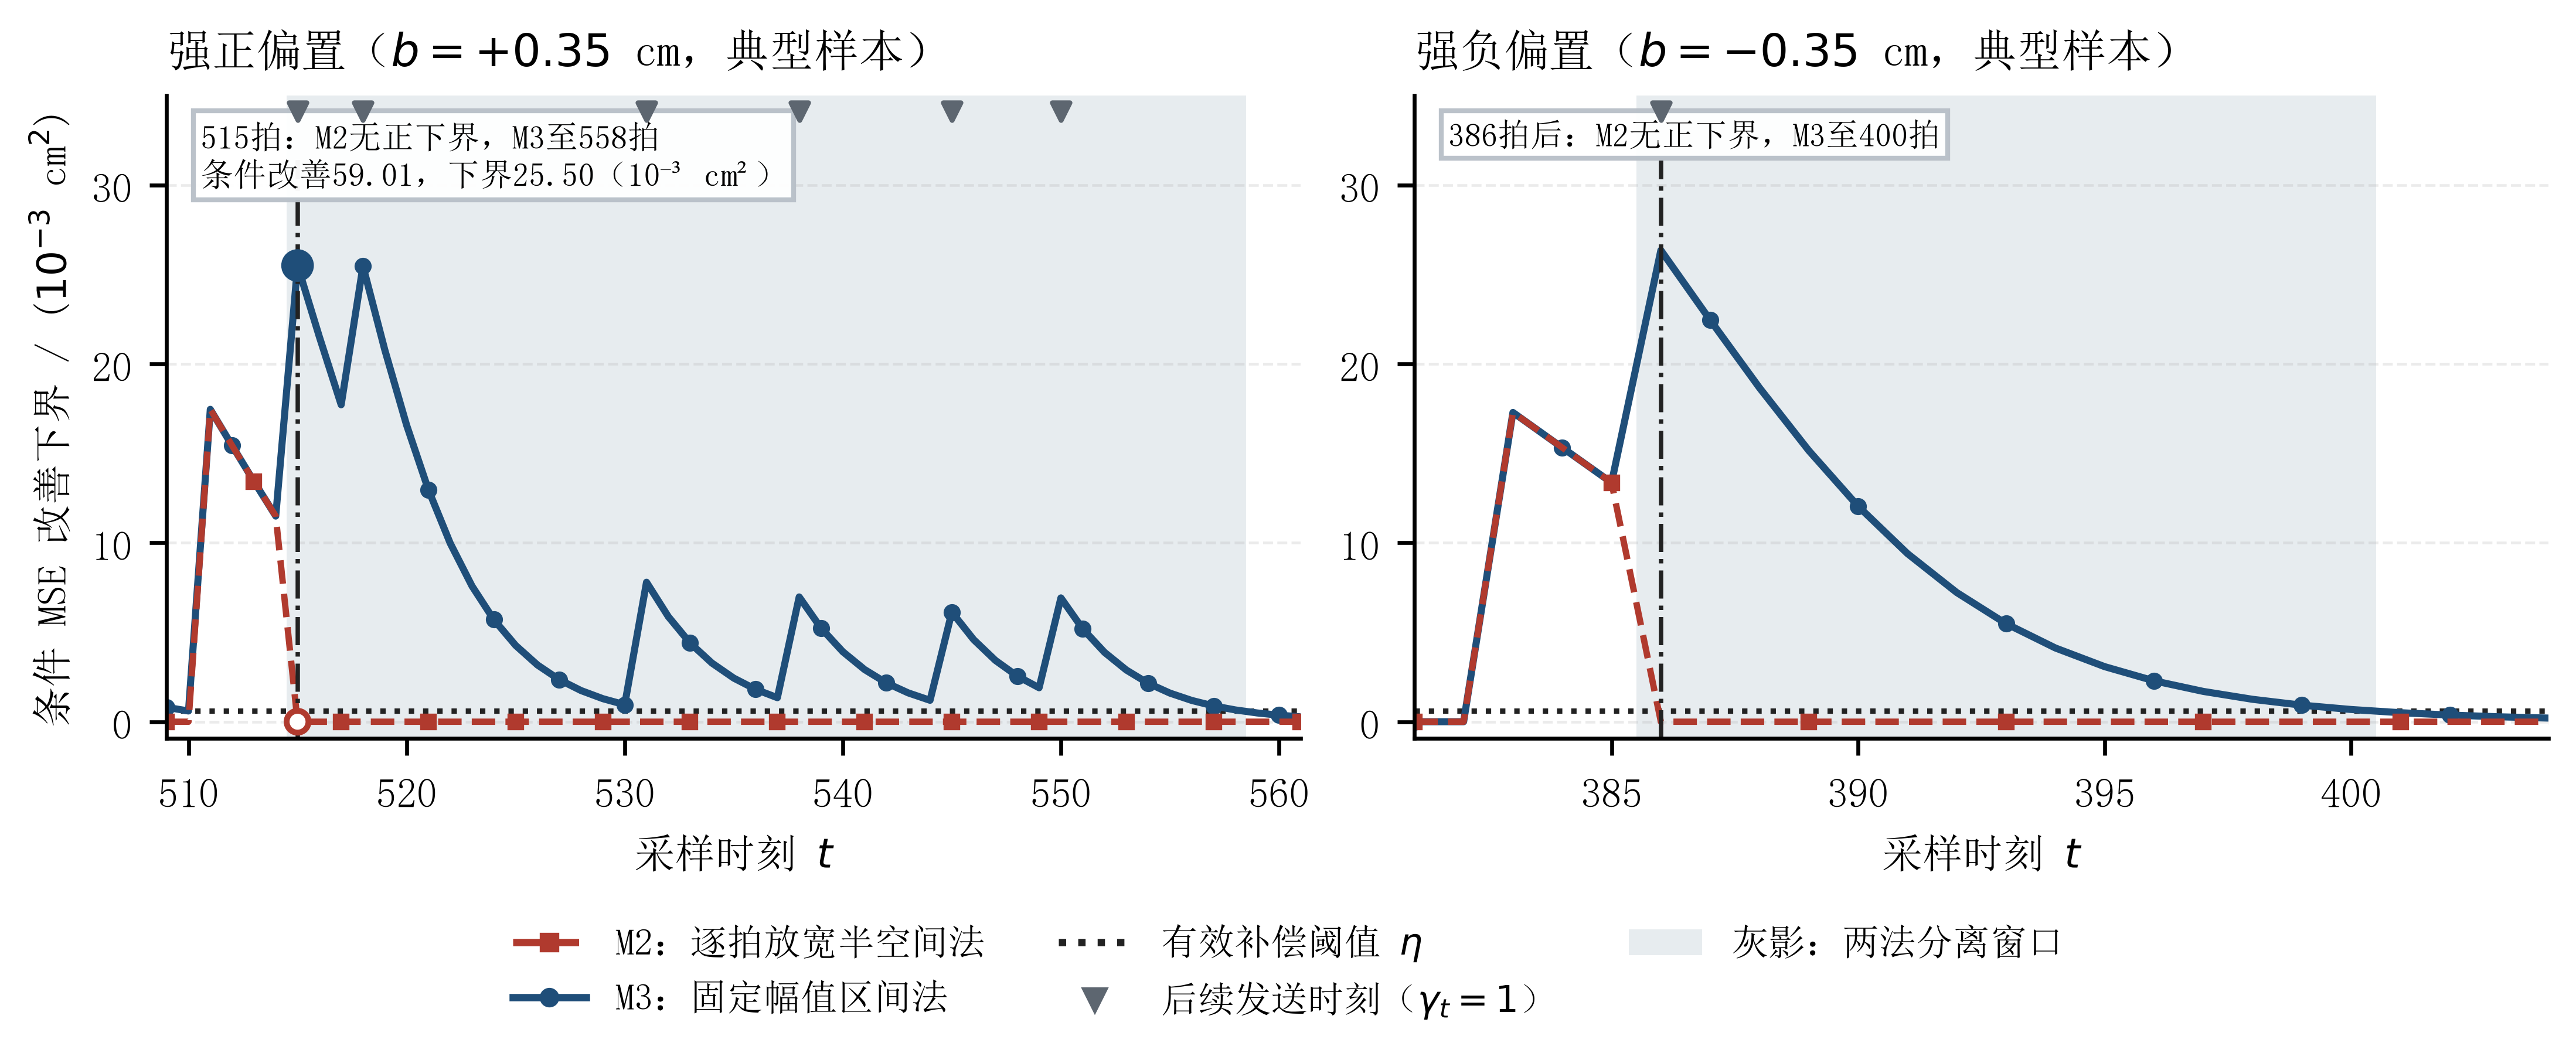 强正偏置（b = +0.35 cm，典型样本）
515拍：M2无正下界，M3至558拍
条件改善59.01，下界25.50（10⁻³ cm²）
条件 MSE 改善下界 / （10⁻³ cm²）
30
20
10
0
510 520 530 540 550 560
采样时刻 t
强负偏置（b = −0.35 cm，典型样本）
386拍后：M2无正下界，M3至400拍
30
20
10
0
385 390 395 400
采样时刻 t
M2：逐拍放宽半空间法
M3：固定幅值区间法
有效补偿阈值 η
后续发送时刻（γₜ = 1）
灰影：两法分离窗口